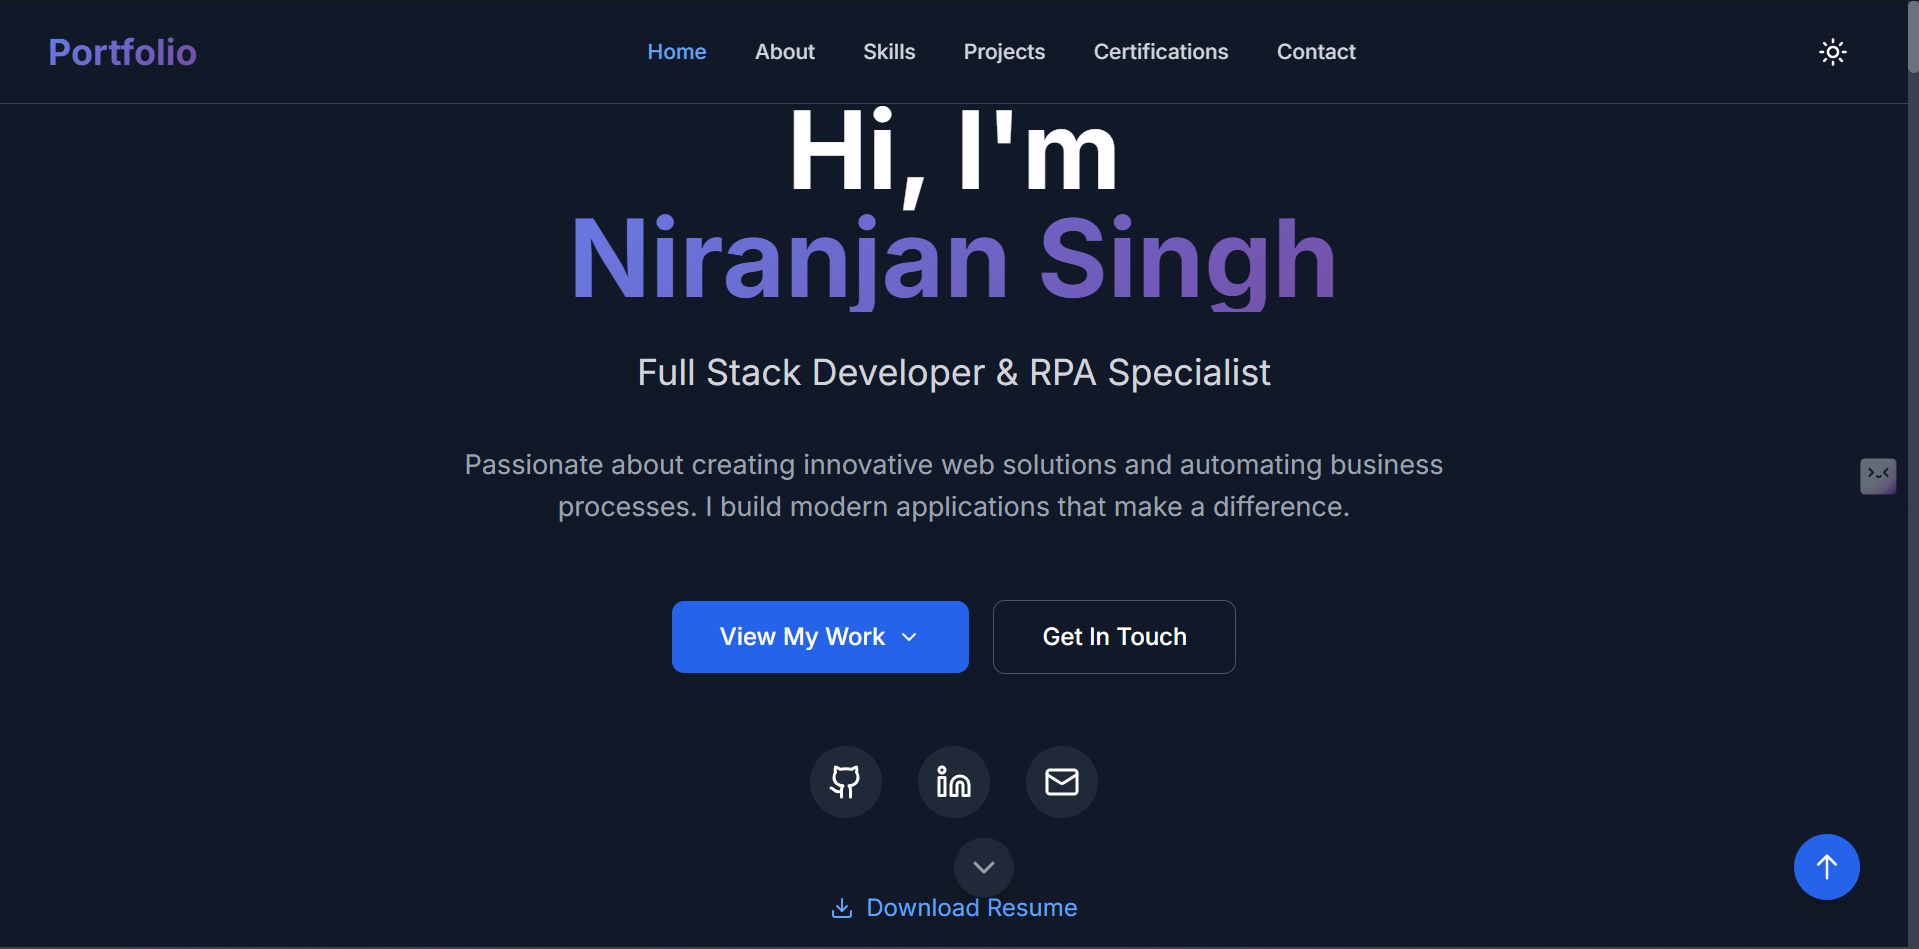 Portfolio
Home About Skills Projects Certifications Contact
Hi, I'm
Niranjan Singh
Full Stack Developer & RPA Specialist
Passionate about creating innovative web solutions and automating business
processes. I build modern applications that make a difference.
View My Work
Get In Touch
Download Resume